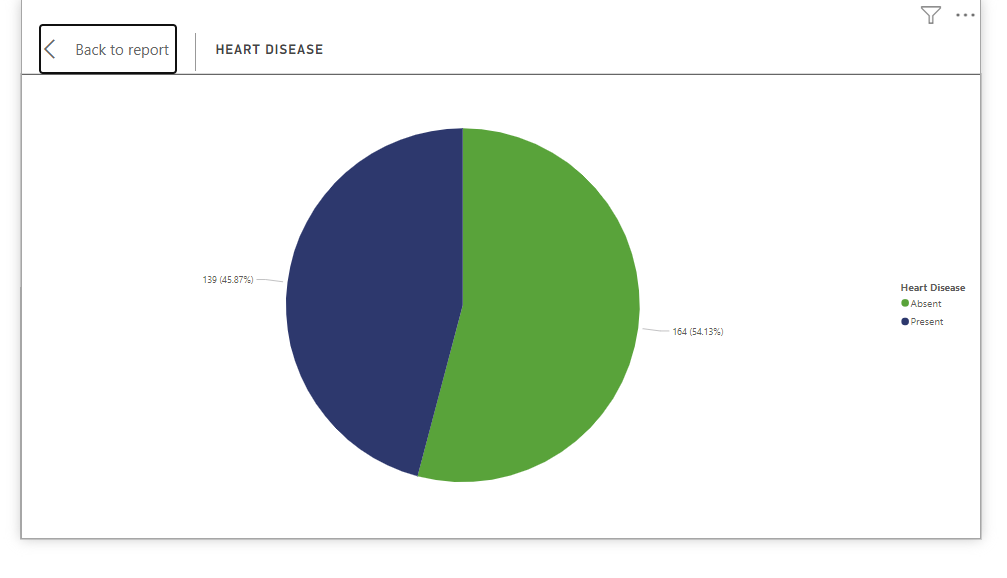 Back to report
HEART DISEASE
139 (45.87%)
164 (54.13%)
Heart Disease
Absent
Present